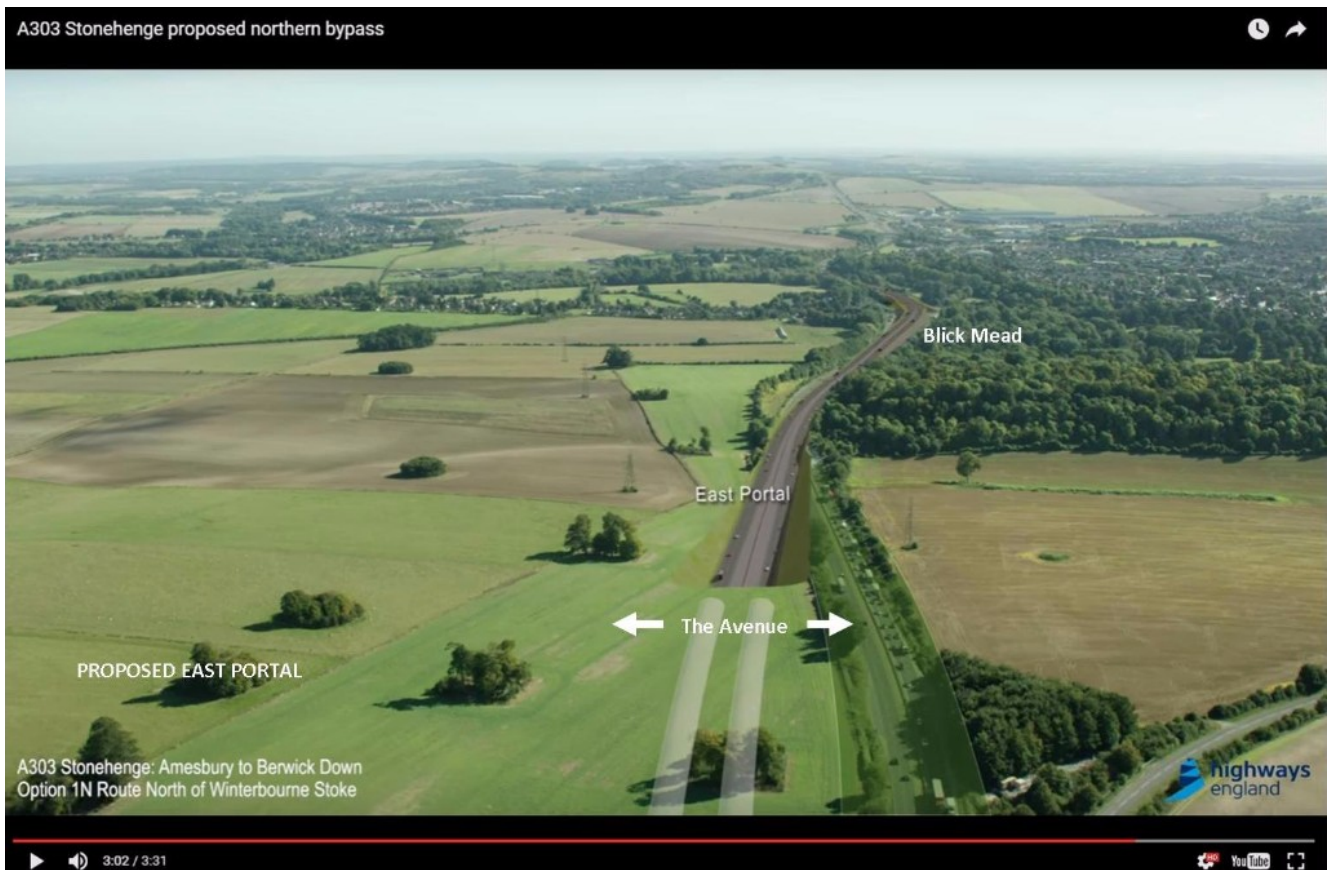 A303 Stonehenge proposed northern bypass
Blick Mead
East Portal
The Avenue
PROPOSED EAST PORTAL
A303 Stonehenge: Amesbury to Berwick Down
Option 1N Route North of Winterbourne Stoke
highways
england
3:02 / 3:31
HD
YouTube